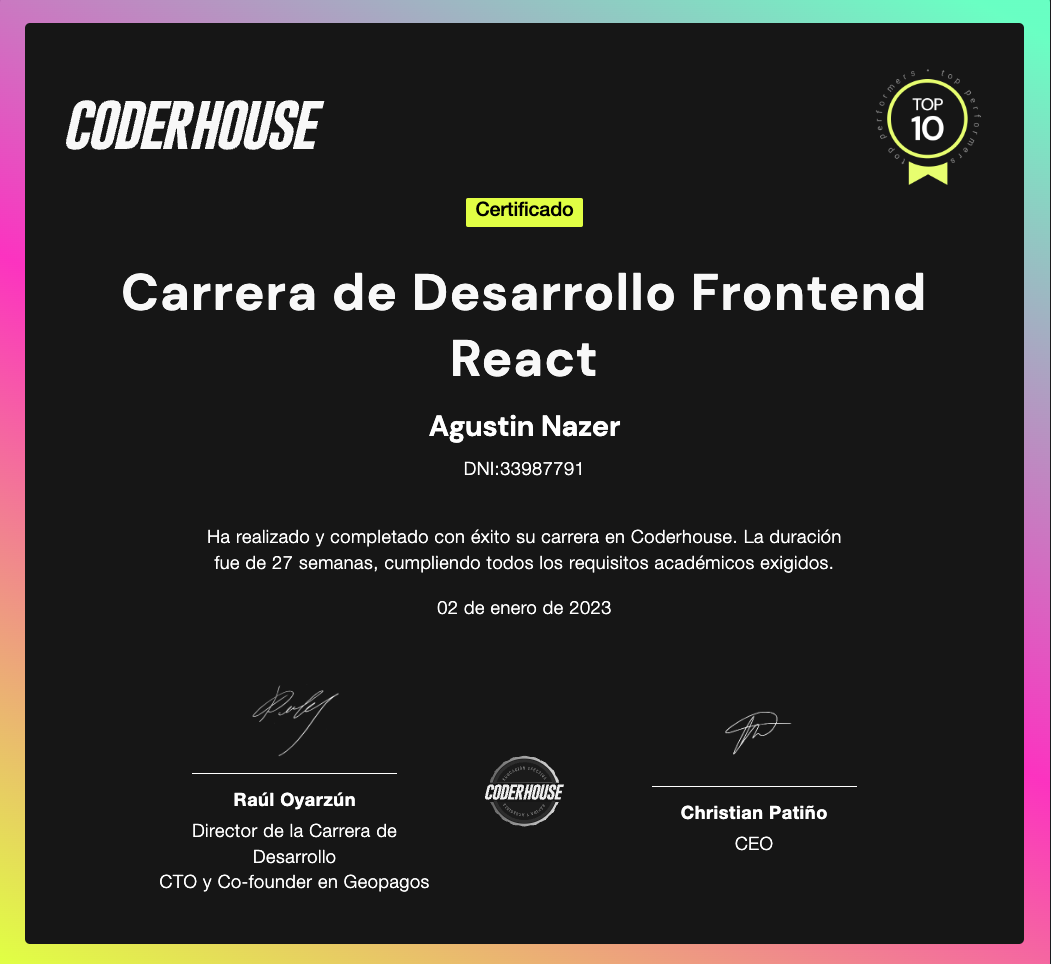 CODERHOUSE
top performers • top performers
TOP
10
Certificado
Carrera de Desarrollo Frontend
React
Agustin Nazer
DNI:33987791
Ha realizado y completado con éxito su carrera en Coderhouse. La duración
fue de 27 semanas, cumpliendo todos los requisitos académicos exigidos.
02 de enero de 2023
Raúl Oyarzún
Director de la Carrera de
Desarrollo
CTO y Co-founder en Geopagos
CODERHOUSE
Christian Patiño
CEO